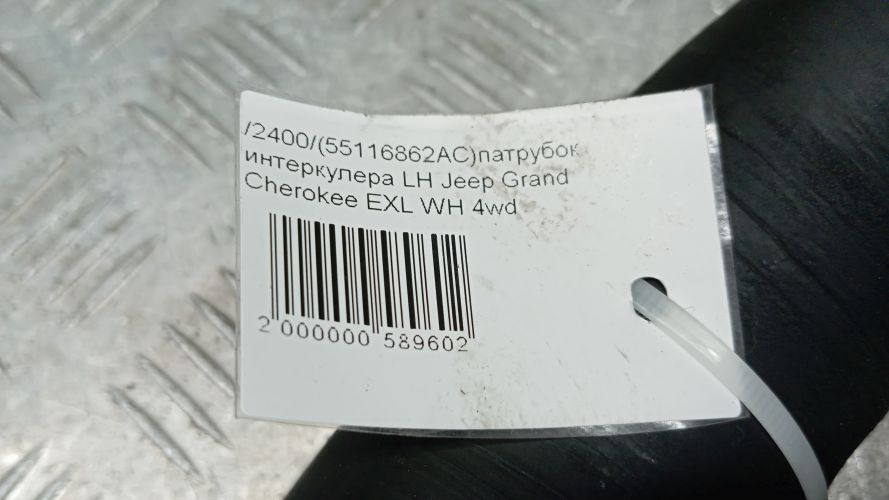 /2400/(55116862AC)патрубок
интеркулера LH Jeep Grand
Cherokee EXL WH 4wd
2 000000 589602